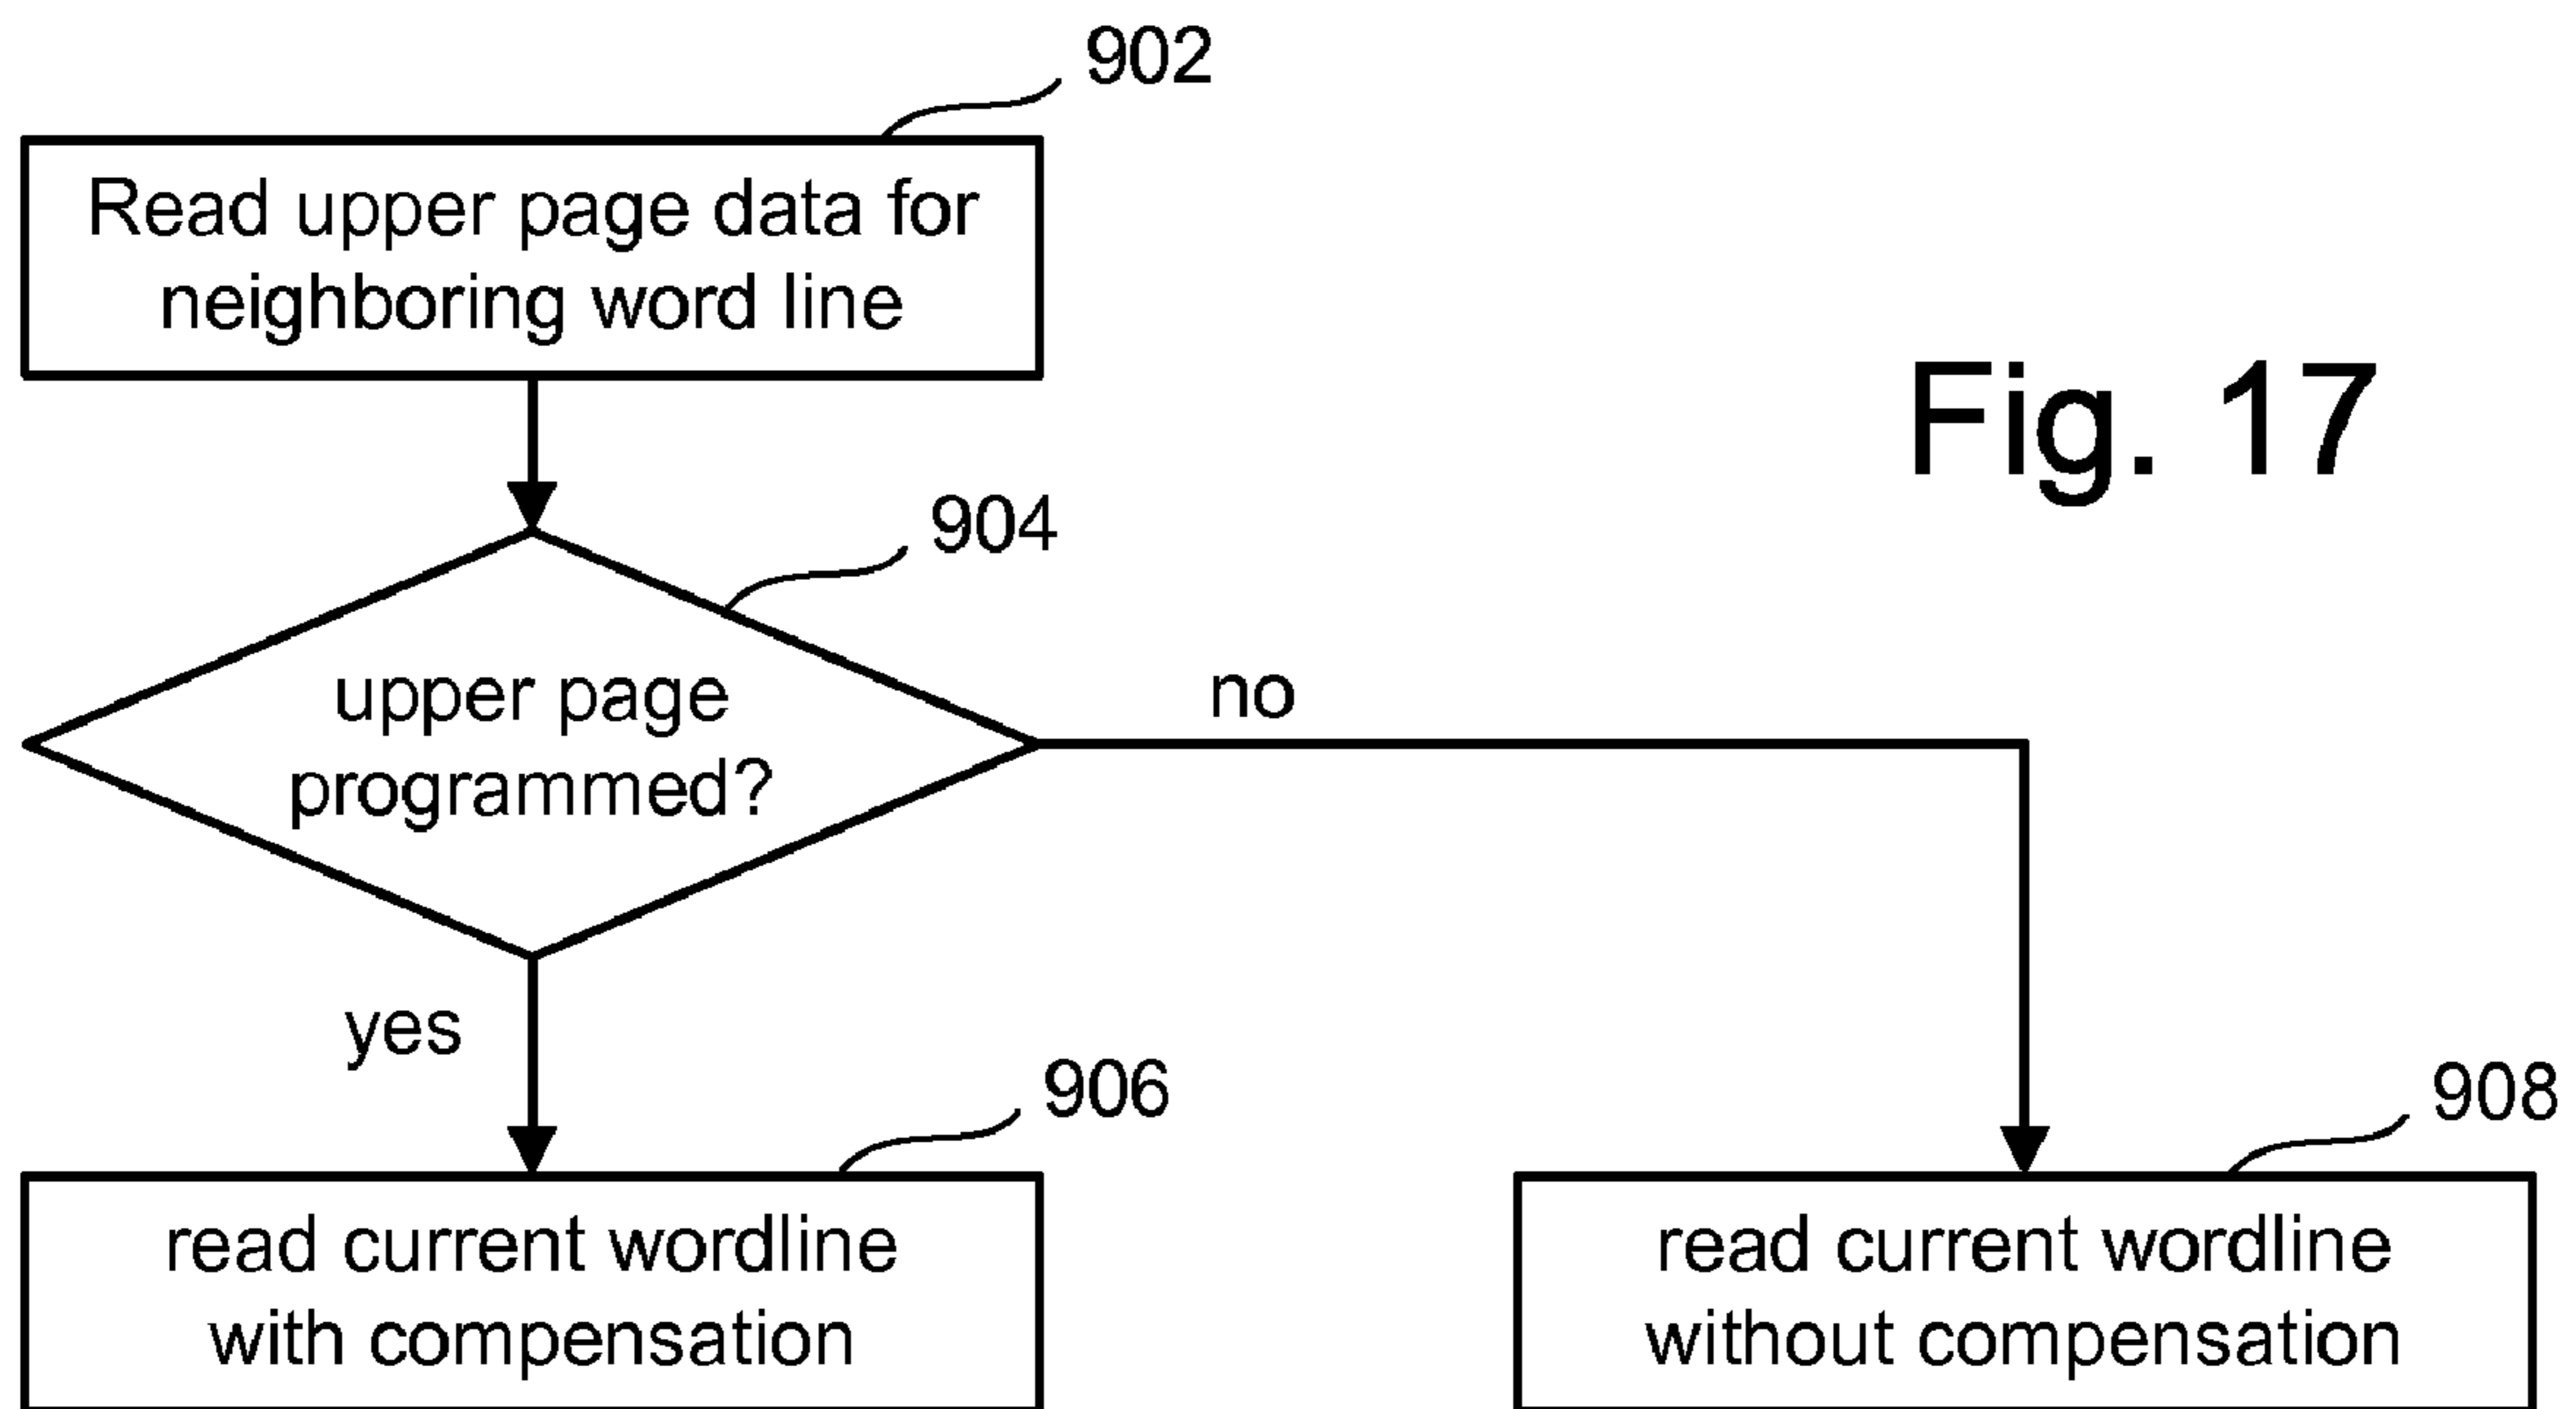 902
Read upper page data for
neighboring word line
Fig. 17
904
upper page
programmed?
no
yes
906
908
read current wordline
with compensation
read current wordline
without compensation